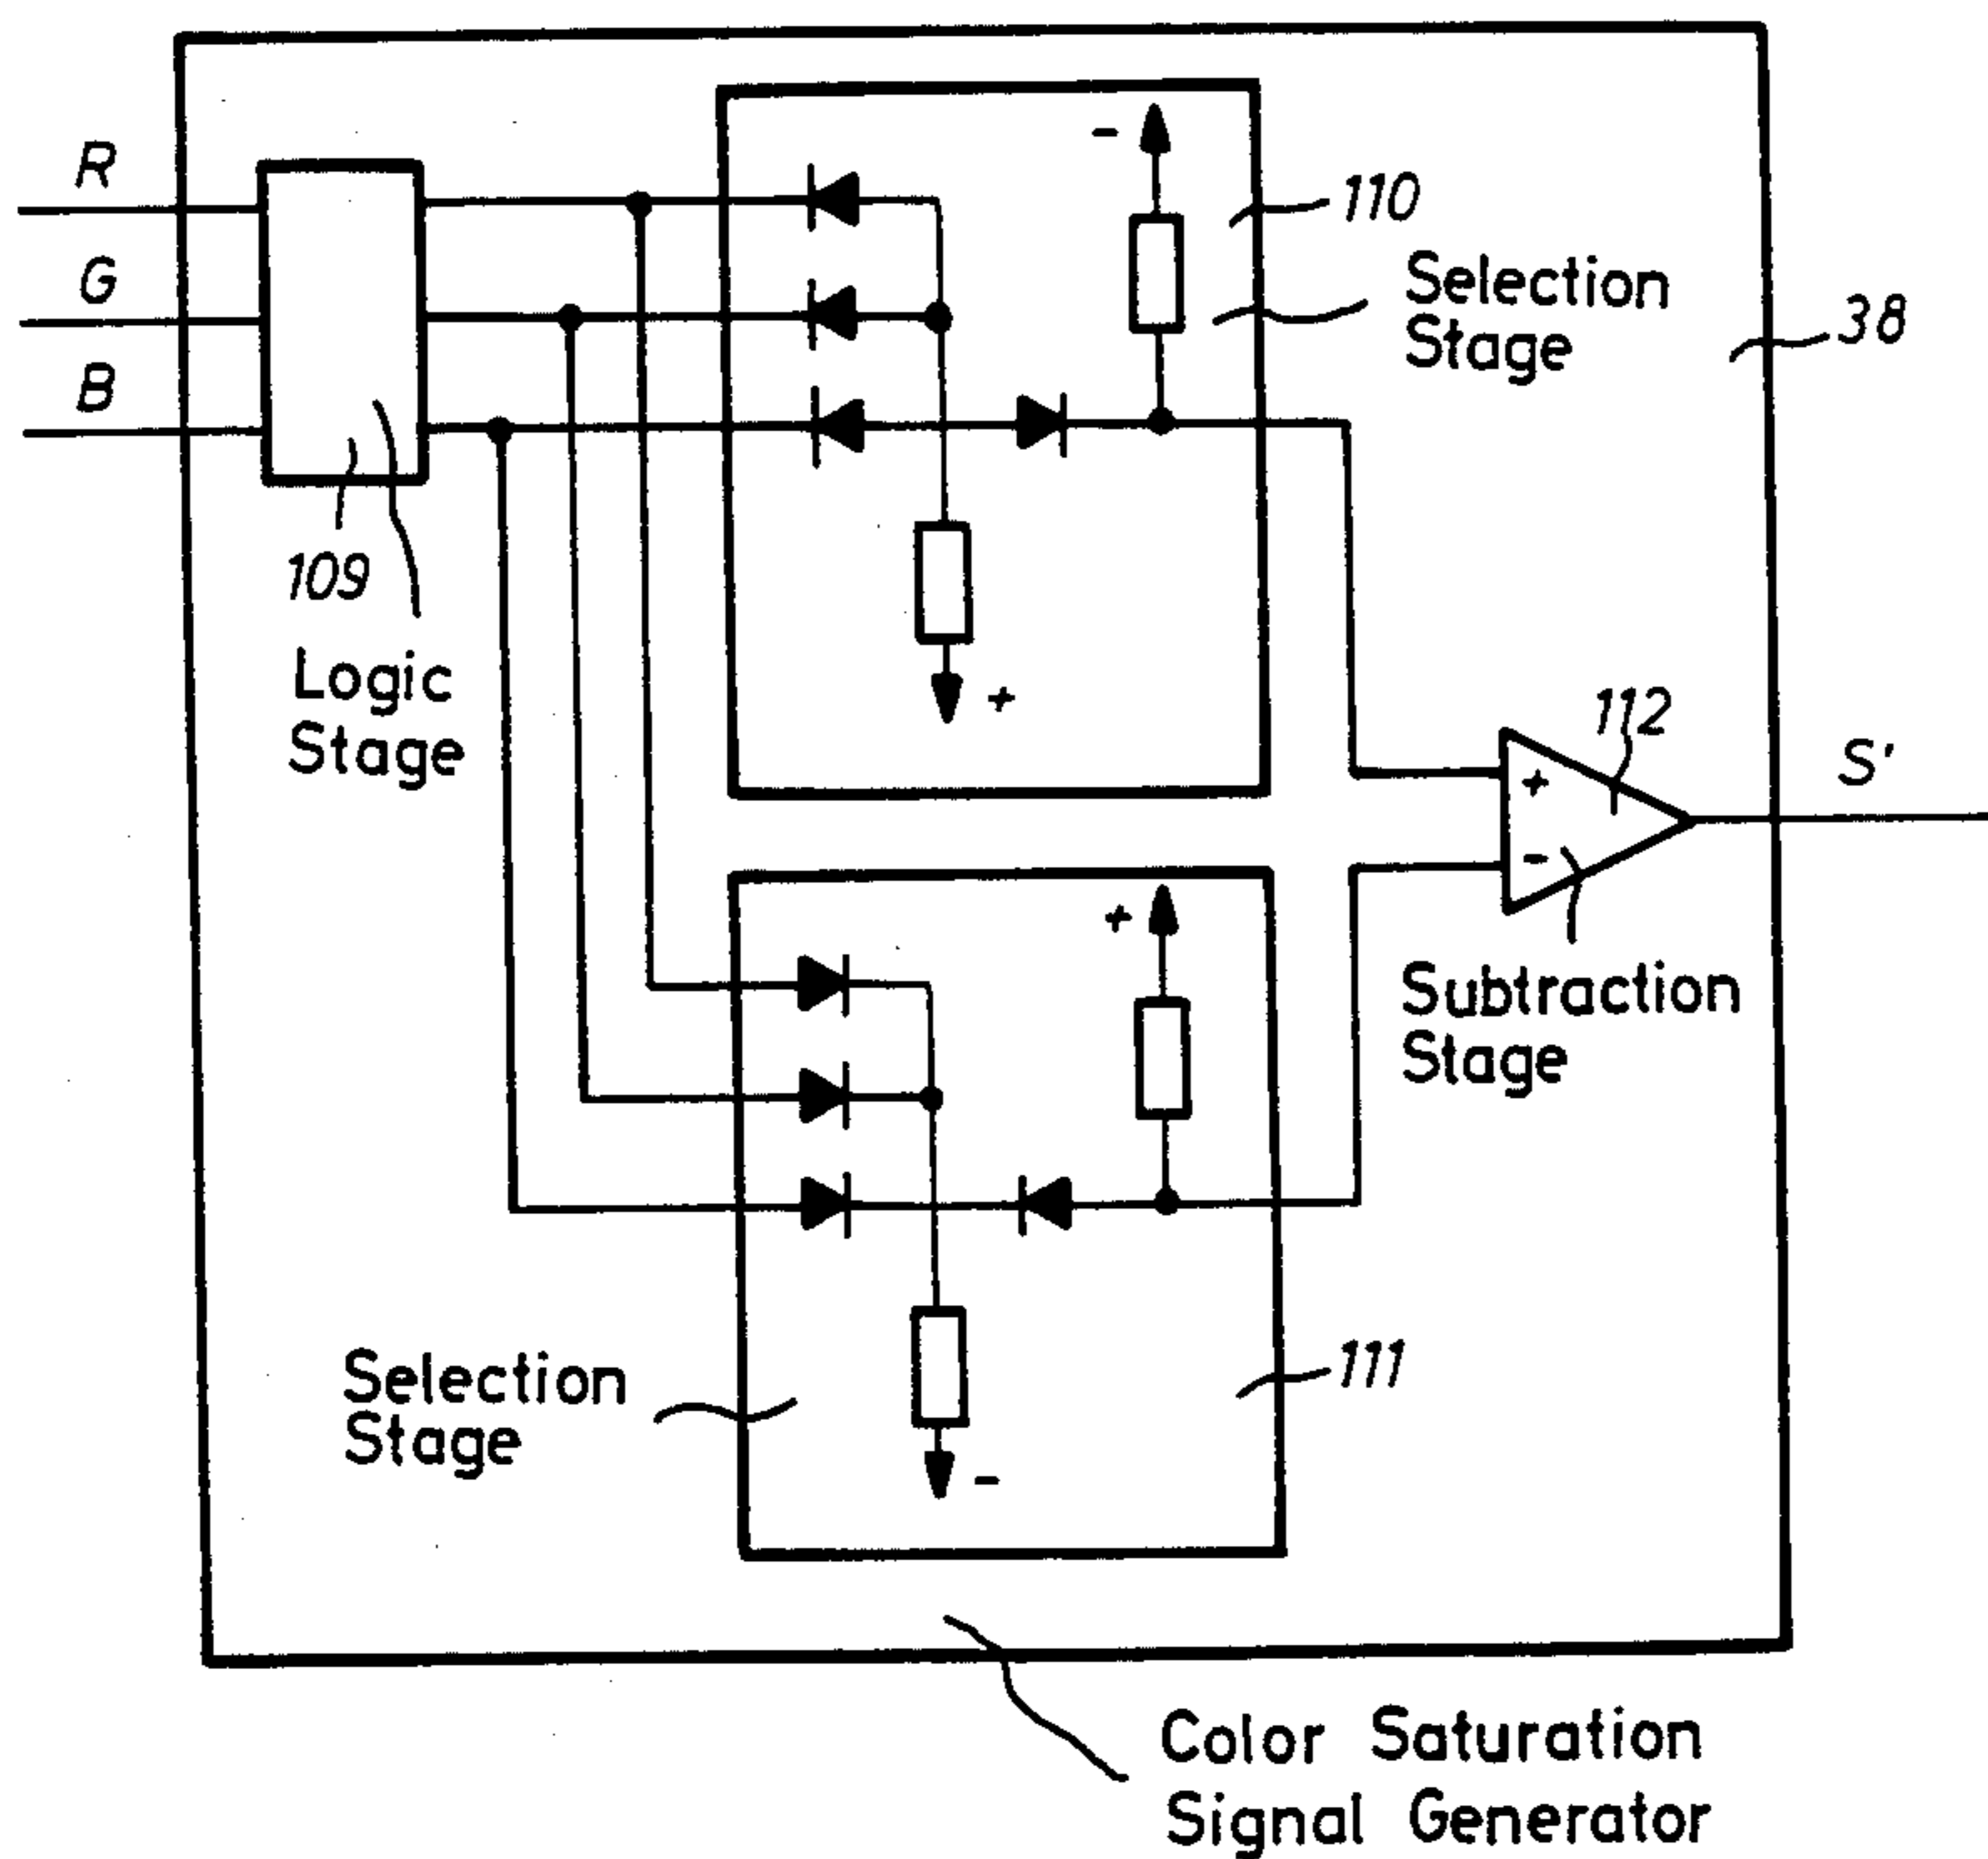 R
G
B
-
110
Selection
Stage
38
109
Logic
Stage
+
112
+
-
S'
Subtraction
Stage
+
111
Selection
Stage
-
Color Saturation
Signal Generator